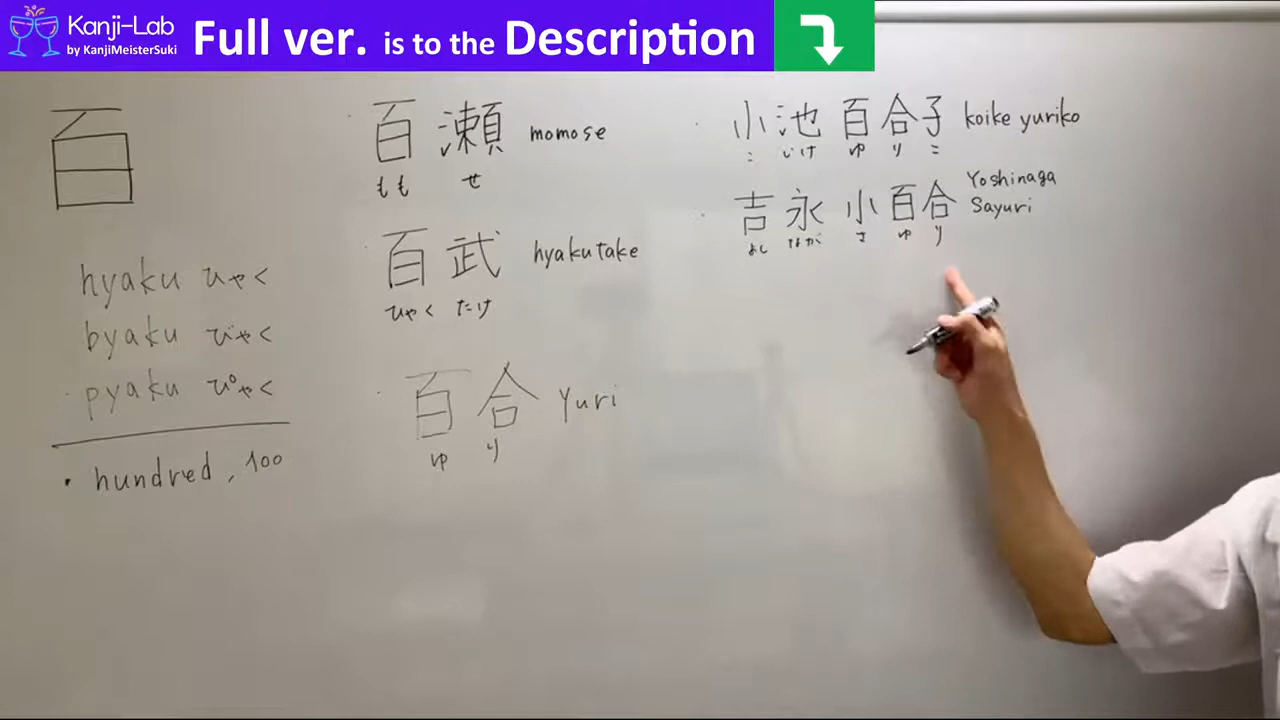 Kanji-Lab
by KanjiMeisterSuki
Full ver. is to the Description
百
hyaku ひゃく
byaku びゃく
pyaku ぴゃく
・hundred, 100
百瀬 momose
もも せ
百武 hyakutake
ひゃく たけ
百合 Yuri
ゆ り
小池 百合子 koike yuriko
こ いけ ゆ り こ
吉永 小百合 Yoshinaga Sayuri
よし なが さ ゆ り